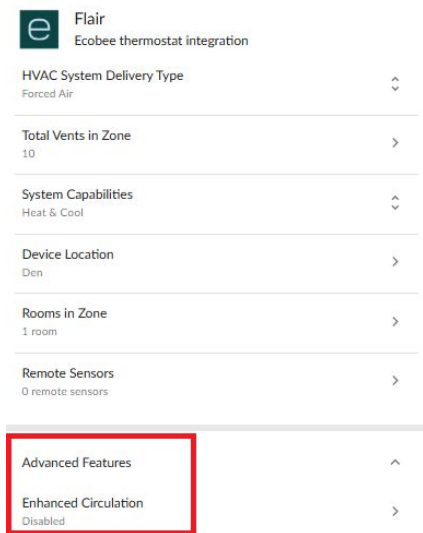 e
Flair
Ecobee thermostat integration
HVAC System Delivery Type
Forced Air
Total Vents in Zone
10
System Capabilities
Heat & Cool
Device Location
Den
Rooms in Zone
1 room
Remote Sensors
0 remote sensors
Advanced Features
Enhanced Circulation
Disabled